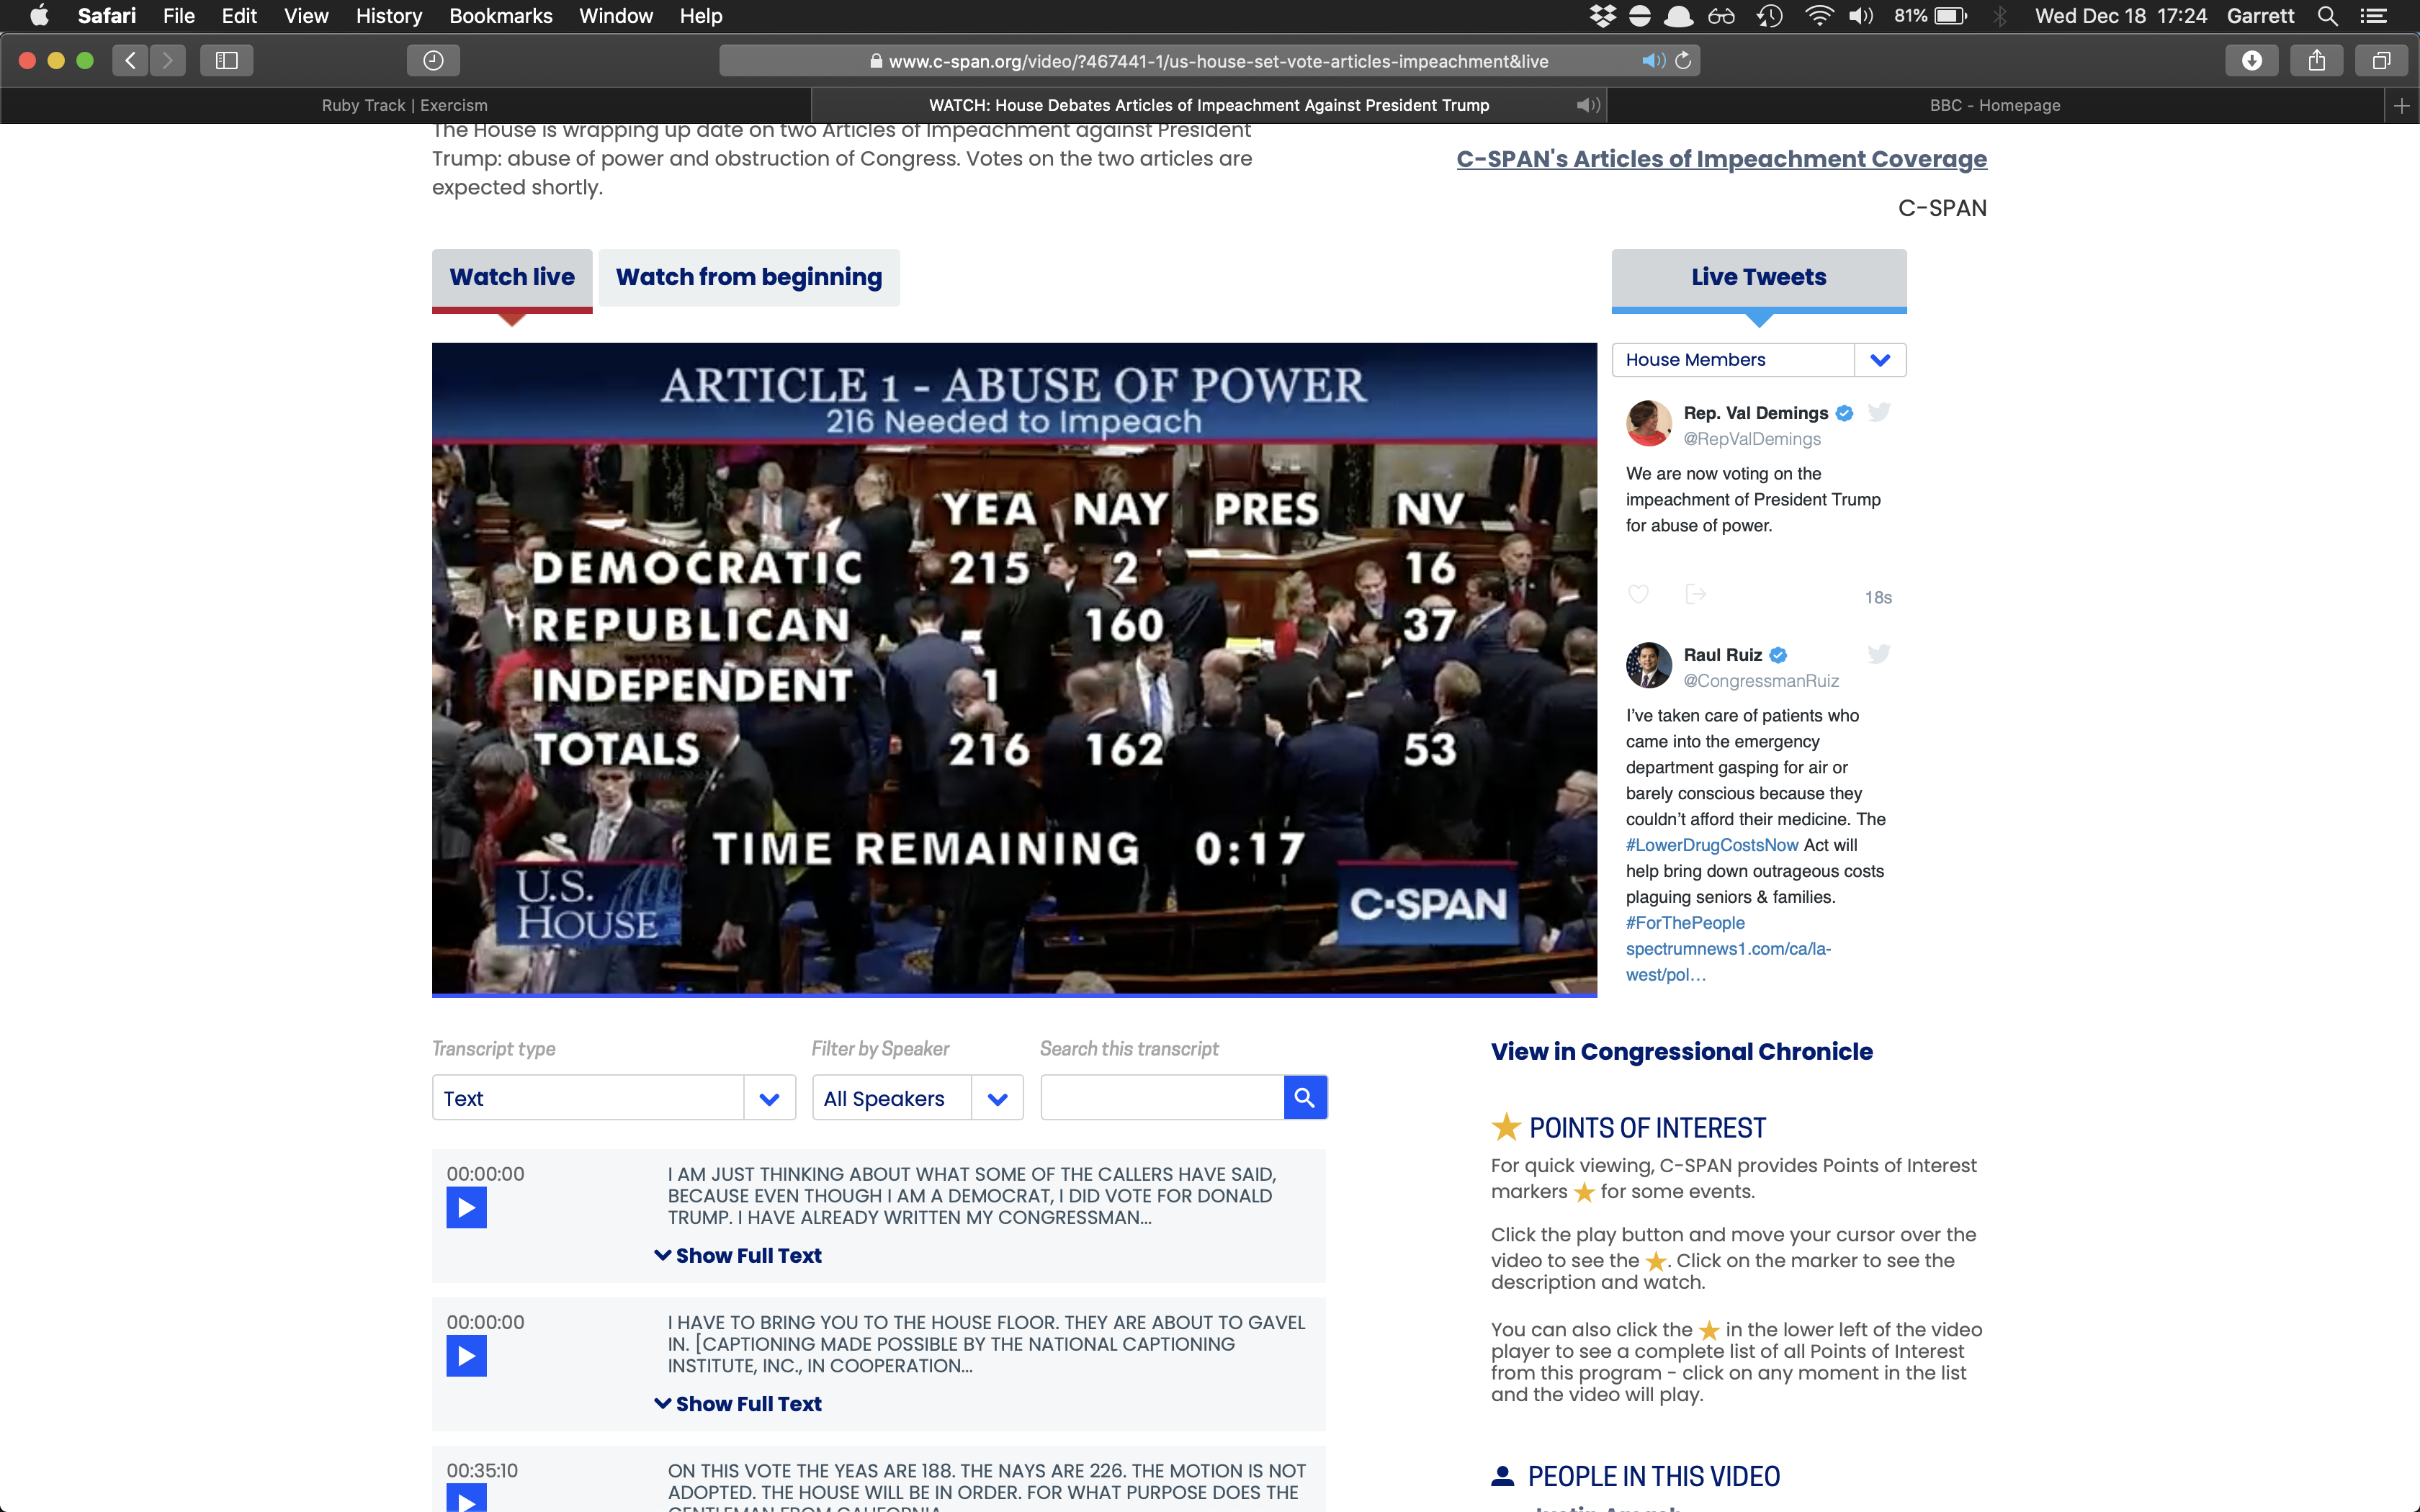 Safari File Edit View History Bookmarks Window Help 81% Wed Dec 18 17:24 Garrett
www.c-span.org/video/?467441-1/us-house-set-vote-articles-impeachment&live
Ruby Track | Exercism
WATCH: House Debates Articles of Impeachment Against President Trump
BBC - Homepage
The House is wrapping up date on two Articles of Impeachment against President
Trump: abuse of power and obstruction of Congress. Votes on the two articles are
expected shortly.
C-SPAN's Articles of Impeachment Coverage
C-SPAN
Watch live
Watch from beginning
ARTICLE 1 - ABUSE OF POWER
216 Needed to Impeach
YEA NAY PRES NV
DEMOCRATIC 215 2 16
REPUBLICAN 160 37
INDEPENDENT 1
TOTALS 216 162 53
TIME REMAINING 0:17
U.S.
HOUSE
C-SPAN
Live Tweets
House Members
Rep. Val Demings
@RepValDemings
We are now voting on the
impeachment of President Trump
for abuse of power.
18s
Raul Ruiz
@CongressmanRuiz
I've taken care of patients who
came into the emergency
department gasping for air or
barely conscious because they
couldn't afford their medicine. The
#LowerDrugCostsNow Act will
help bring down outrageous costs
plaguing seniors & families.
#ForThePeople
spectrumnews1.com/ca/la-
west/pol…
Transcript type
Filter by Speaker
Search this transcript
Text
All Speakers
00:00:00
I AM JUST THINKING ABOUT WHAT SOME OF THE CALLERS HAVE SAID,
BECAUSE EVEN THOUGH I AM A DEMOCRAT, I DID VOTE FOR DONALD
TRUMP. I HAVE ALREADY WRITTEN MY CONGRESSMAN...
Show Full Text
00:00:00
I HAVE TO BRING YOU TO THE HOUSE FLOOR. THEY ARE ABOUT TO GAVEL
IN. [CAPTIONING MADE POSSIBLE BY THE NATIONAL CAPTIONING
INSTITUTE, INC., IN COOPERATION...
Show Full Text
00:35:10
ON THIS VOTE THE YEAS ARE 188. THE NAYS ARE 226. THE MOTION IS NOT
ADOPTED. THE HOUSE WILL BE IN ORDER. FOR WHAT PURPOSE DOES THE
GENTLEMAN FROM CALIFORNIA
View in Congressional Chronicle
POINTS OF INTEREST
For quick viewing, C-SPAN provides Points of Interest
markers for some events.
Click the play button and move your cursor over the
video to see the . Click on the marker to see the
description and watch.
You can also click the in the lower left of the video
player to see a complete list of all Points of Interest
from this program - click on any moment in the list
and the video will play.
PEOPLE IN THIS VIDEO